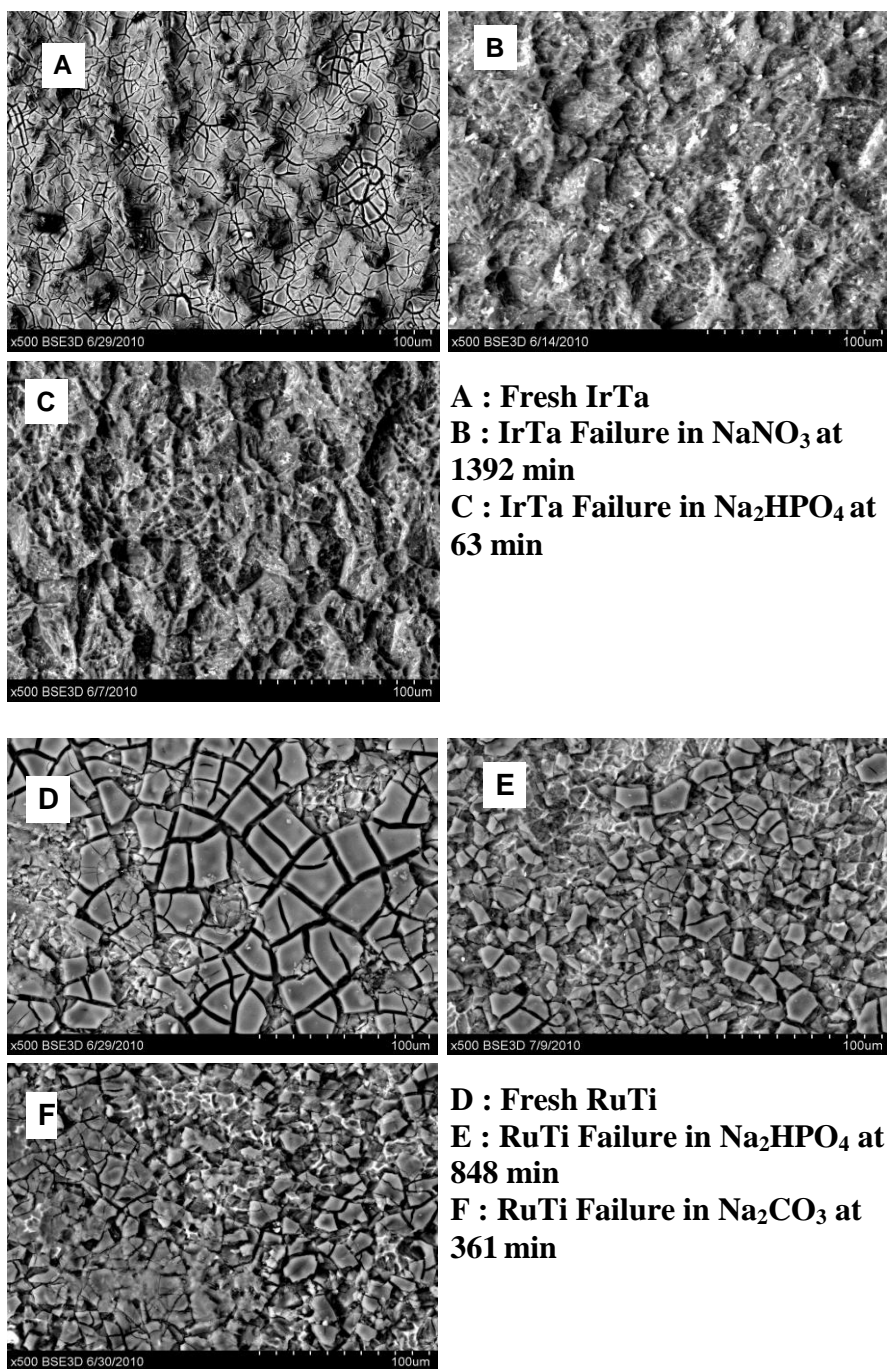 A
x500 BSE3D 6/29/2010 100um
B
x500 BSE3D 6/14/2010 100um
C
x500 BSE3D 6/7/2010 100um
A : Fresh IrTa
B : IrTa Failure in NaNO₃ at
1392 min
C : IrTa Failure in Na₂HPO₄ at
63 min
D
x500 BSE3D 6/29/2010 100um
E
x500 BSE3D 7/9/2010 100um
F
x500 BSE3D 6/30/2010 100um
D : Fresh RuTi
E : RuTi Failure in Na₂HPO₄ at
848 min
F : RuTi Failure in Na₂CO₃ at
361 min